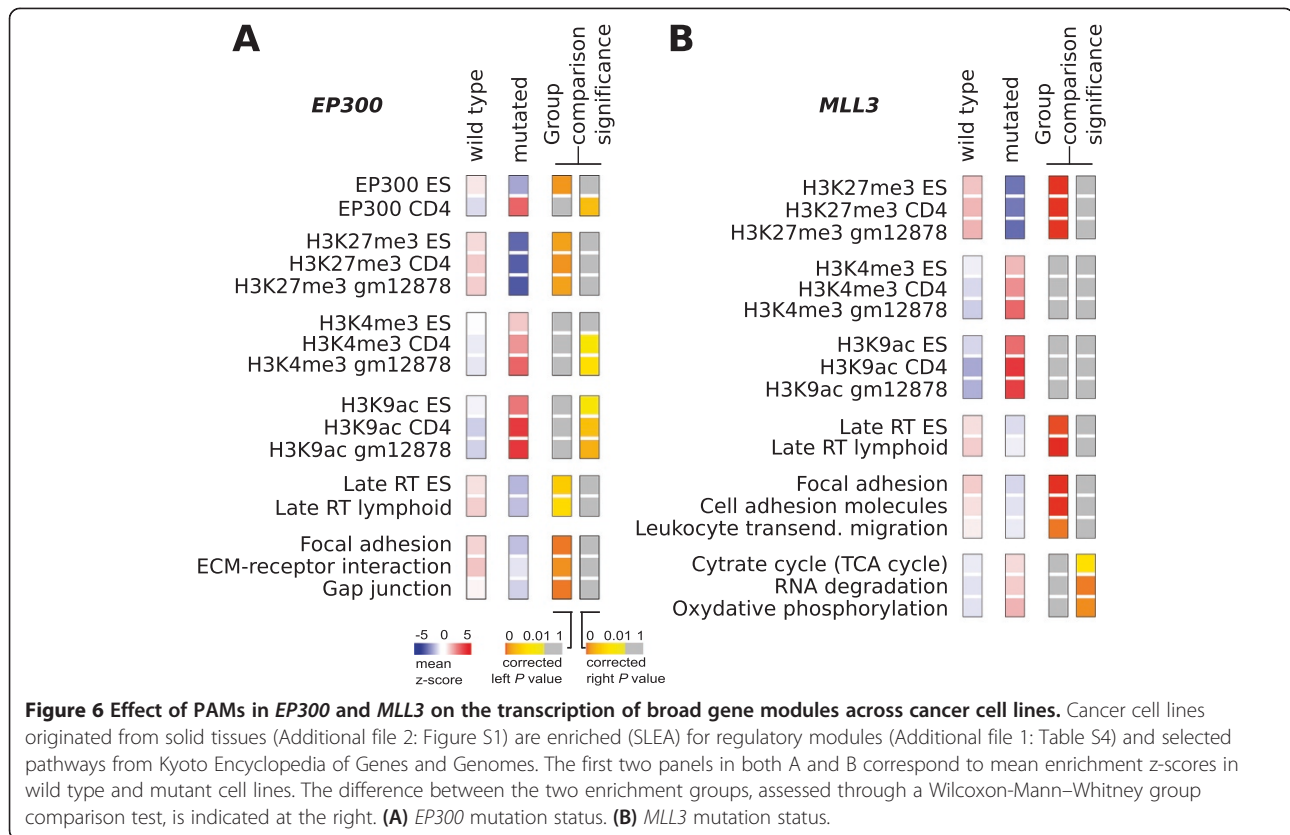 A
EP300
wild type
mutated
Group
comparison
significance
EP300 ES
EP300 CD4
H3K27me3 ES
H3K27me3 CD4
H3K27me3 gm12878
H3K4me3 ES
H3K4me3 CD4
H3K4me3 gm12878
H3K9ac ES
H3K9ac CD4
H3K9ac gm12878
Late RT ES
Late RT lymphoid
Focal adhesion
ECM-receptor interaction
Gap junction
-5 0 5
mean
z-score
0 0.01 1
corrected
left P value
0 0.01 1
corrected
right P value
B
MLL3
wild type
mutated
Group
comparison
significance
H3K27me3 ES
H3K27me3 CD4
H3K27me3 gm12878
H3K4me3 ES
H3K4me3 CD4
H3K4me3 gm12878
H3K9ac ES
H3K9ac CD4
H3K9ac gm12878
Late RT ES
Late RT lymphoid
Focal adhesion
Cell adhesion molecules
Leukocyte transend. migration
Cytrate cycle (TCA cycle)
RNA degradation
Oxydative phosphorylation
Figure 6 Effect of PAMs in EP300 and MLL3 on the transcription of broad gene modules across cancer cell lines. Cancer cell lines
originated from solid tissues (Additional file 2: Figure S1) are enriched (SLEA) for regulatory modules (Additional file 1: Table S4) and selected
pathways from Kyoto Encyclopedia of Genes and Genomes. The first two panels in both A and B correspond to mean enrichment z-scores in
wild type and mutant cell lines. The difference between the two enrichment groups, assessed through a Wilcoxon-Mann–Whitney group
comparison test, is indicated at the right. (A) EP300 mutation status. (B) MLL3 mutation status.